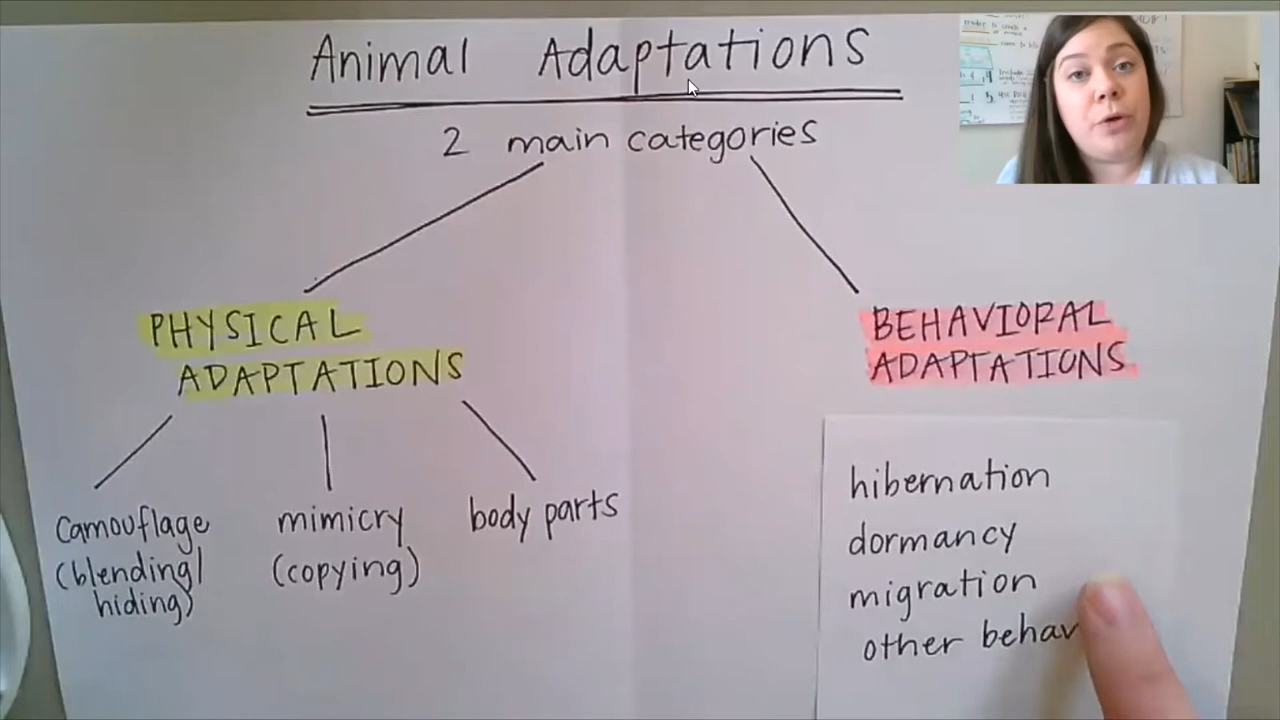 Animal Adaptations
2 main categories
PHYSICAL
ADAPTATIONS
Camouflage
(blending/
hiding)
mimicry
(copying)
body parts
BEHAVIORAL
ADAPTATIONS
hibernation
dormancy
migration
other behav